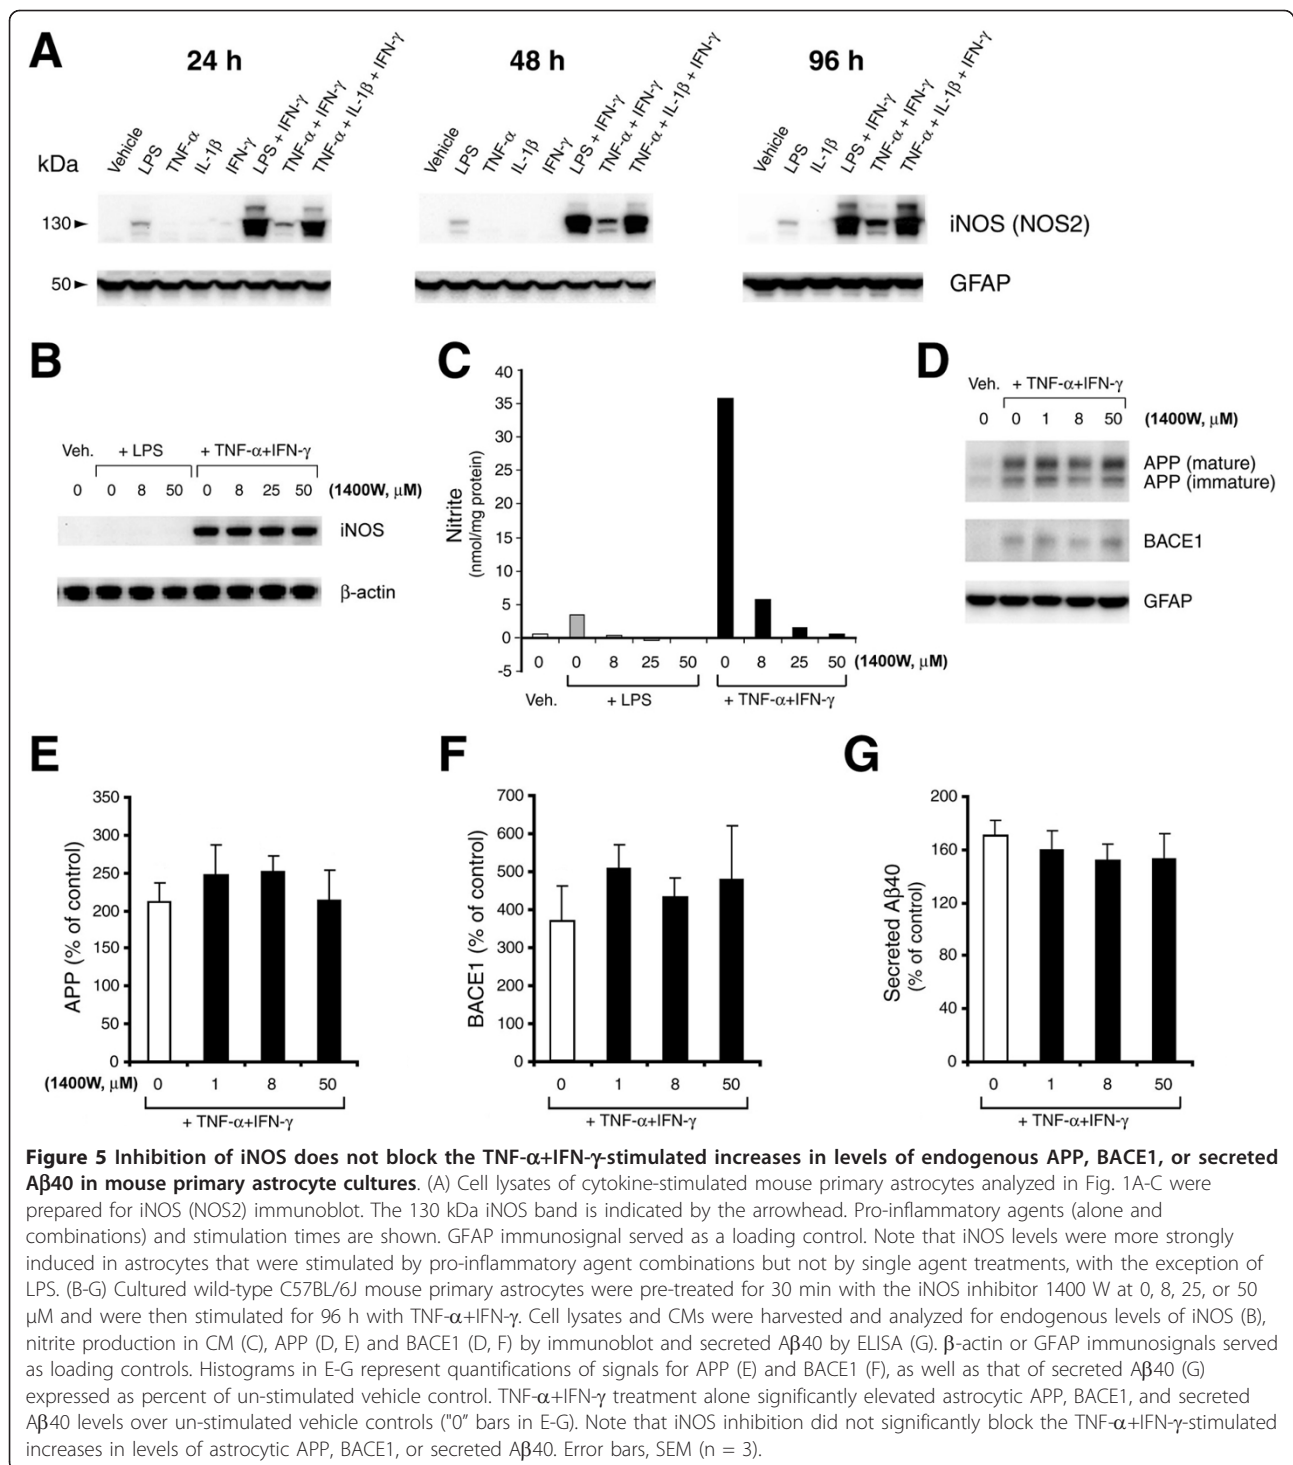 A
24 h
48 h
96 h
kDa
Vehicle
LPS
TNF-α
IL-1β
IFN-γ
LPS + IFN-γ
TNF-α + IFN-γ
TNF-α + IL-1β + IFN-γ
Vehicle
LPS
TNF-α
IL-1β
IFN-γ
LPS + IFN-γ
TNF-α + IFN-γ
TNF-α + IL-1β + IFN-γ
Vehicle
LPS
IL-1β
LPS + IFN-γ
TNF-α + IFN-γ
TNF-α + IL-1β + IFN-γ
130
iNOS (NOS2)
50
GFAP
B
Veh. + LPS + TNF-α+IFN-γ
0 0 8 50 0 8 25 50 (1400W, μM)
iNOS
β-actin
C
Nitrite
(nmol/mg protein)
40
35
30
25
20
15
10
5
0
-5
0 0 8 25 50 0 8 25 50 (1400W, μM)
Veh. + LPS + TNF-α+IFN-γ
D
Veh. + TNF-α+IFN-γ
0 0 1 8 50 (1400W, μM)
APP (mature)
APP (immature)
BACE1
GFAP
E
APP (% of control)
350
300
250
200
150
100
50
0
(1400W, μM) 0 1 8 50
+ TNF-α+IFN-γ
F
BACE1 (% of control)
700
600
500
400
300
200
100
0
0 1 8 50
+ TNF-α+IFN-γ
G
Secreted Aβ40
(% of control)
200
160
120
80
40
0
0 1 8 50
+ TNF-α+IFN-γ
Figure 5 Inhibition of iNOS does not block the TNF-α+IFN-γ-stimulated increases in levels of endogenous APP, BACE1, or secreted
Aβ40 in mouse primary astrocyte cultures. (A) Cell lysates of cytokine-stimulated mouse primary astrocytes analyzed in Fig. 1A-C were
prepared for iNOS (NOS2) immunoblot. The 130 kDa iNOS band is indicated by the arrowhead. Pro-inflammatory agents (alone and
combinations) and stimulation times are shown. GFAP immunosignal served as a loading control. Note that iNOS levels were more strongly
induced in astrocytes that were stimulated by pro-inflammatory agent combinations but not by single agent treatments, with the exception of
LPS. (B-G) Cultured wild-type C57BL/6J mouse primary astrocytes were pre-treated for 30 min with the iNOS inhibitor 1400 W at 0, 8, 25, or 50
μM and were then stimulated for 96 h with TNF-α+IFN-γ. Cell lysates and CMs were harvested and analyzed for endogenous levels of iNOS (B),
nitrite production in CM (C), APP (D, E) and BACE1 (D, F) by immunoblot and secreted Aβ40 by ELISA (G). β-actin or GFAP immunosignals served
as loading controls. Histograms in E-G represent quantifications of signals for APP (E) and BACE1 (F), as well as that of secreted Aβ40 (G)
expressed as percent of un-stimulated vehicle control. TNF-α+IFN-γ treatment alone significantly elevated astrocytic APP, BACE1, and secreted
Aβ40 levels over un-stimulated vehicle controls ("0" bars in E-G). Note that iNOS inhibition did not significantly block the TNF-α+IFN-γ-stimulated
increases in levels of astrocytic APP, BACE1, or secreted Aβ40. Error bars, SEM (n = 3).